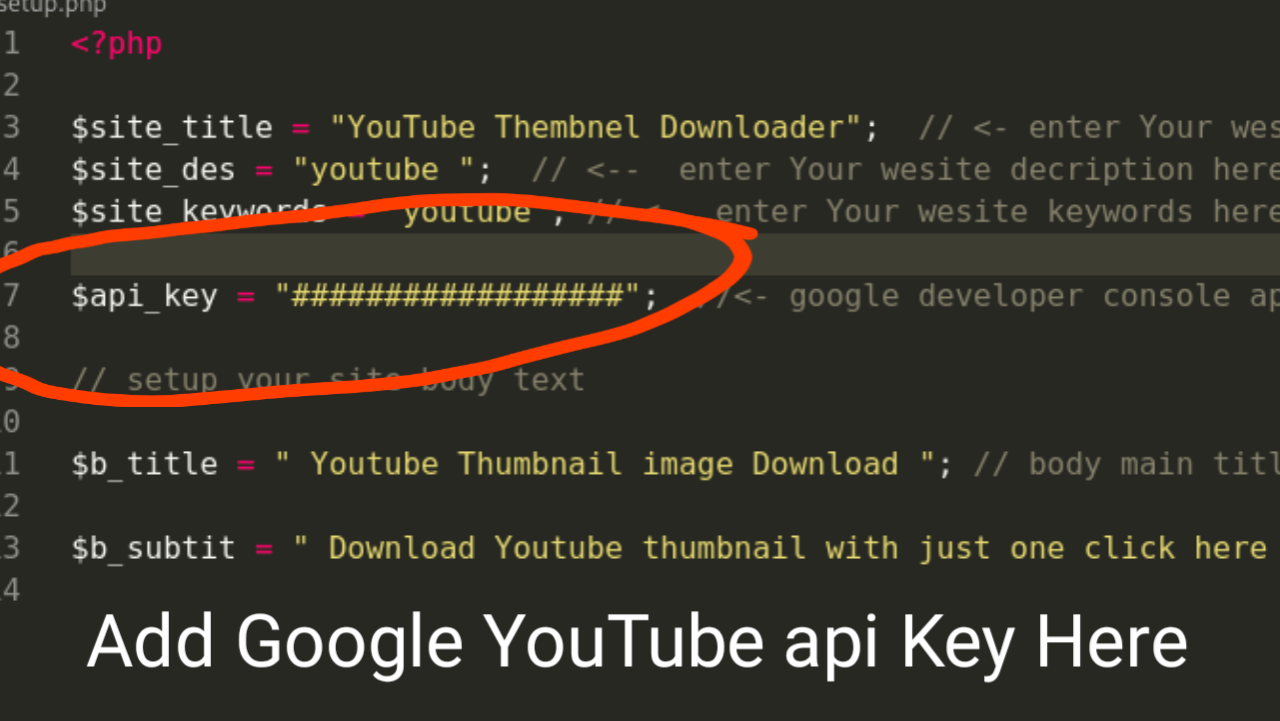 setup.php
1 <?php
2
3 $site_title = "YouTube Thembnel Downloader"; // <- enter Your wes
4 $site_des = "youtube "; // <-- enter Your wesite decription here
5 $site_keywords = "youtube", // <- enter Your wesite keywords here
6
7 $api_key = "##################"; //<- google developer console ap
8
9 // setup your site body text
10
11 $b_title = " Youtube Thumbnail image Download "; // body main titl
12
13 $b_subtit = " Download Youtube thumbnail with just one click here
14
Add Google YouTube api Key Here